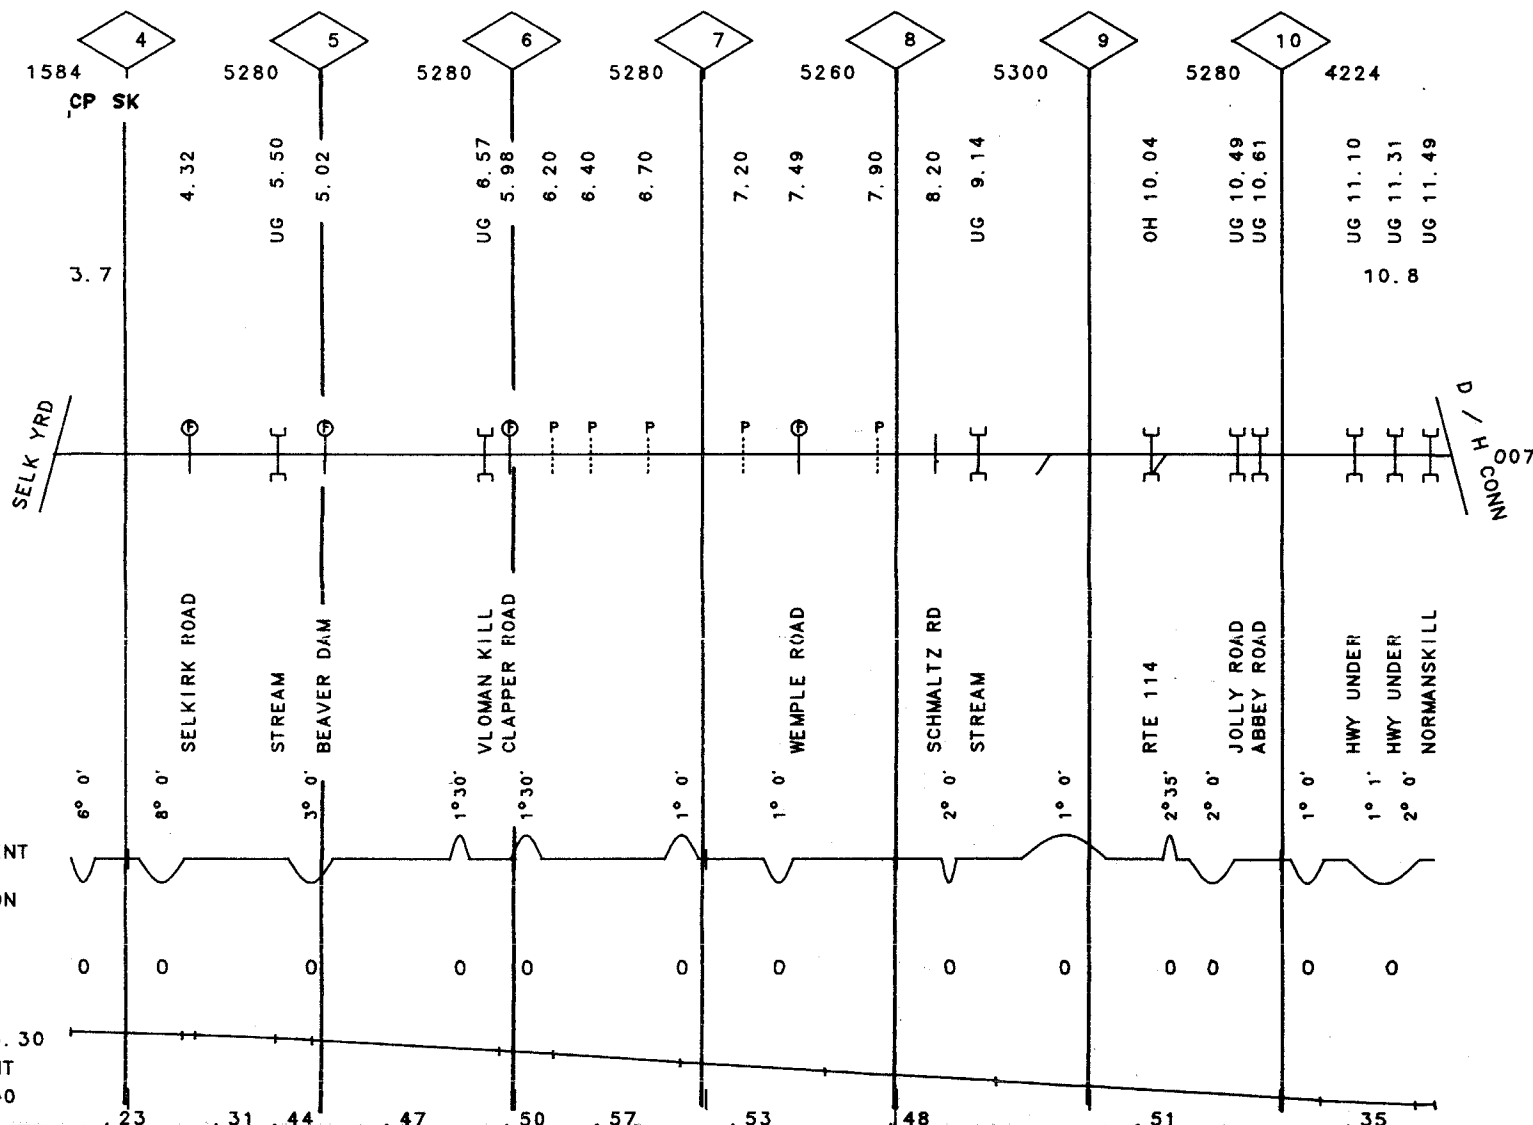 4 5 6 7 8 9 10
1584 5280 5280 5280 5260 5300 5280 4224
CP SK
4.32
UG 5.50
5.02
UG 6.57
5.98
6.20
6.40
6.70
7.20
7.49
7.90
8.20
UG 9.14
OH 10.04
UG 10.49
UG 10.61
UG 11.10
UG 11.31
UG 11.49
3.7 10.8
SELK YRD
F F F P P P P F P
D / H CONN
007
SELKIRK ROAD
STREAM
BEAVER DAM
VLOMAN KILL
CLAPPER ROAD
WEMPLE ROAD
SCHMALTZ RD
STREAM
RTE 114
JOLLY ROAD
ABBEY ROAD
HWY UNDER
HWY UNDER
NORMANSKILL
6° 0' 8° 0' 3° 0' 1°30' 1°30' 1° 0' 1° 0' 2° 0' 1° 0' 2°35' 2° 0' 1° 0' 1° 1' 2° 0'
NT
ON
0 0 0 0 0 0 0 0 0 0 0 0 0
.30
NT
0
.23 .31 .44 .47 .50 .57 .53 .48 .51 .35